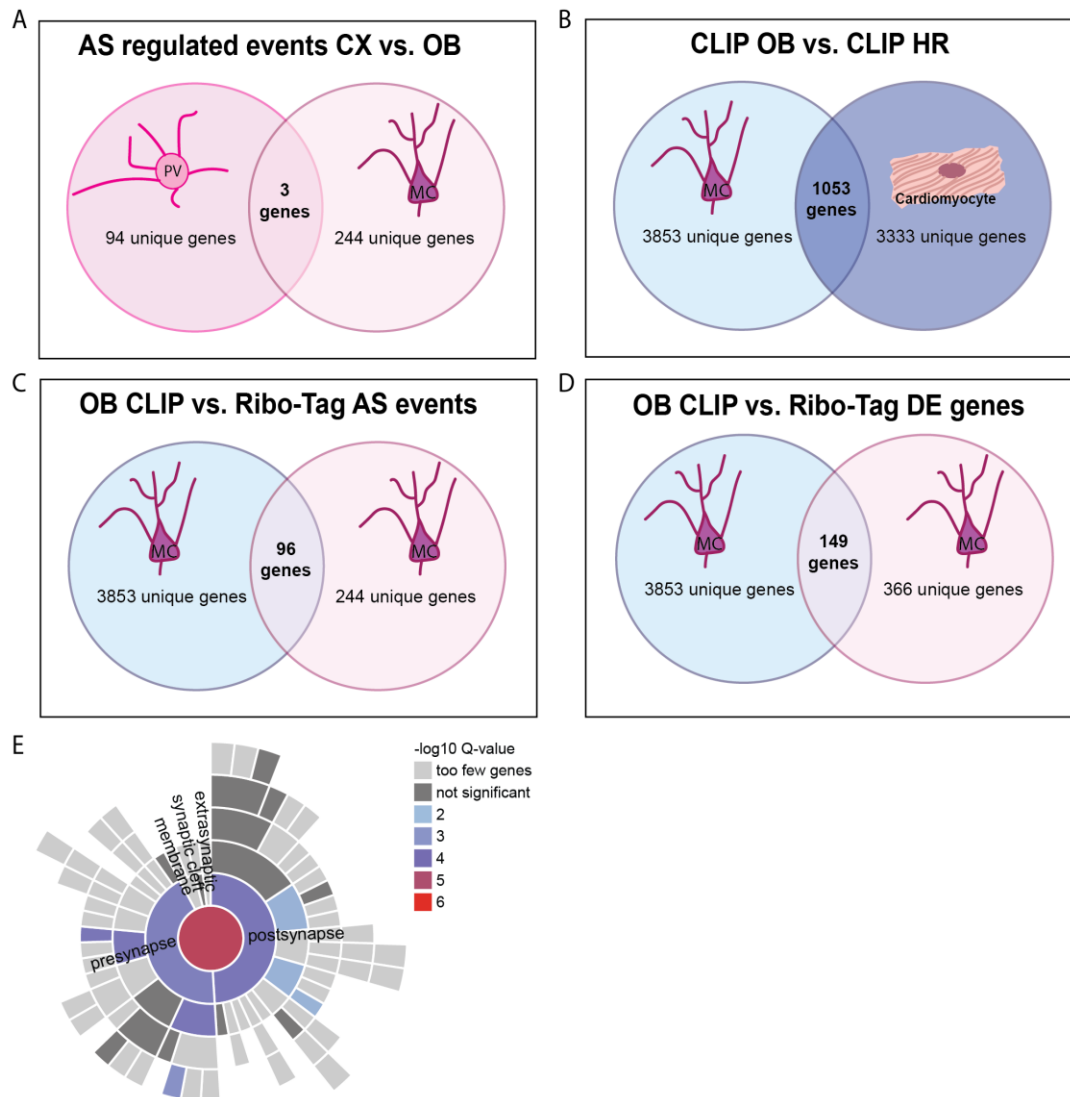 A
AS regulated events CX vs. OB
PV
MC
3
genes
94 unique genes
244 unique genes
B
CLIP OB vs. CLIP HR
MC
1053
genes
Cardiomyocyte
3853 unique genes
3333 unique genes
C
OB CLIP vs. Ribo-Tag AS events
MC
MC
96
genes
3853 unique genes
244 unique genes
D
OB CLIP vs. Ribo-Tag DE genes
MC
MC
149
genes
3853 unique genes
366 unique genes
E
-log10 Q-value
too few genes
not significant
2
3
4
5
6
extrasynaptic
synaptic cleft
membrane
presynapse
postsynapse